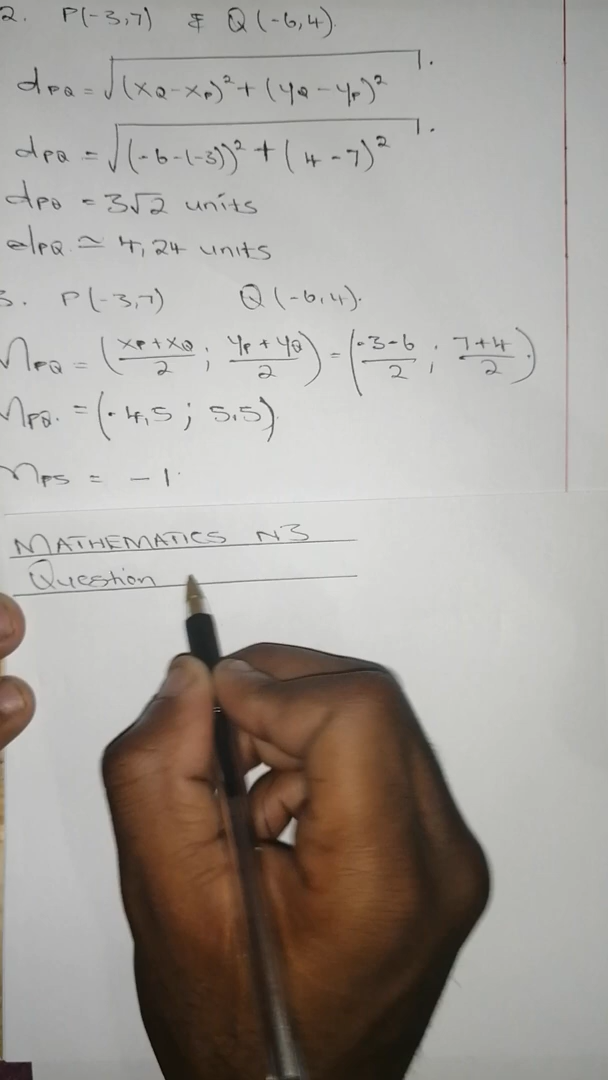 2. P(-3,7) & Q(-6,4).
dPQ = √(xQ-xP)² + (yQ-yP)²
dPQ = √(-6-(-3))² + (4-7)²
dPQ = 3√2 units
dPQ ≃ 4,24 units
3. P(-3,7) Q(-6,4).
MPQ = (xP+xQ/2 ; yP+yQ/2) = (-3-6/2 ; 7+4/2)
MPQ. = (-4,5 ; 5.5)
MPS = -1
MATHEMATICS N3
Question